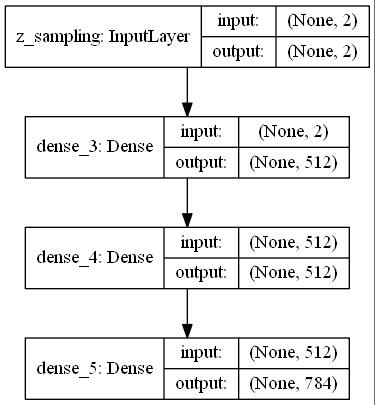 z_sampling: InputLayer
input: (None, 2)
output: (None, 2)
dense_3: Dense
input: (None, 2)
output: (None, 512)
dense_4: Dense
input: (None, 512)
output: (None, 512)
dense_5: Dense
input: (None, 512)
output: (None, 784)